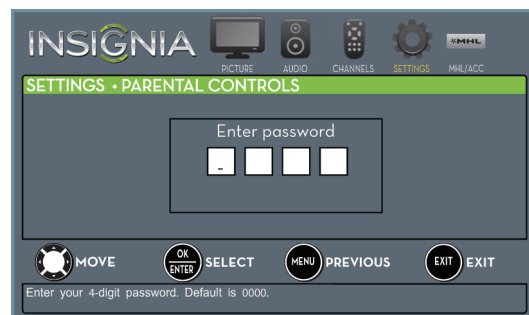 INSIGNIA
PICTURE AUDIO CHANNELS SETTINGS MHL/ACC
MHL
SETTINGS • PARENTAL CONTROLS
Enter password
_
MOVE OK ENTER SELECT MENU PREVIOUS EXIT EXIT
Enter your 4-digit password. Default is 0000.